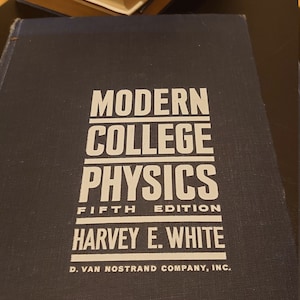 MODERN
COLLEGE
PHYSICS
FIFTH EDITION
HARVEY E. WHITE
D. VAN NOSTRAND COMPANY, INC.